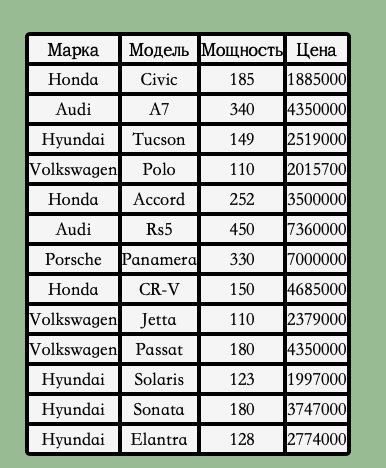 Марка Модель Мощность Цена
Honda Civic 185 1885000
Audi A7 340 4350000
Hyundai Tucson 149 2519000
Volkswagen Polo 110 2015700
Honda Accord 252 3500000
Audi Rs5 450 7360000
Porsche Panamera 330 7000000
Honda CR-V 150 4685000
Volkswagen Jetta 110 2379000
Volkswagen Passat 180 4350000
Hyundai Solaris 123 1997000
Hyundai Sonata 180 3747000
Hyundai Elantra 128 2774000